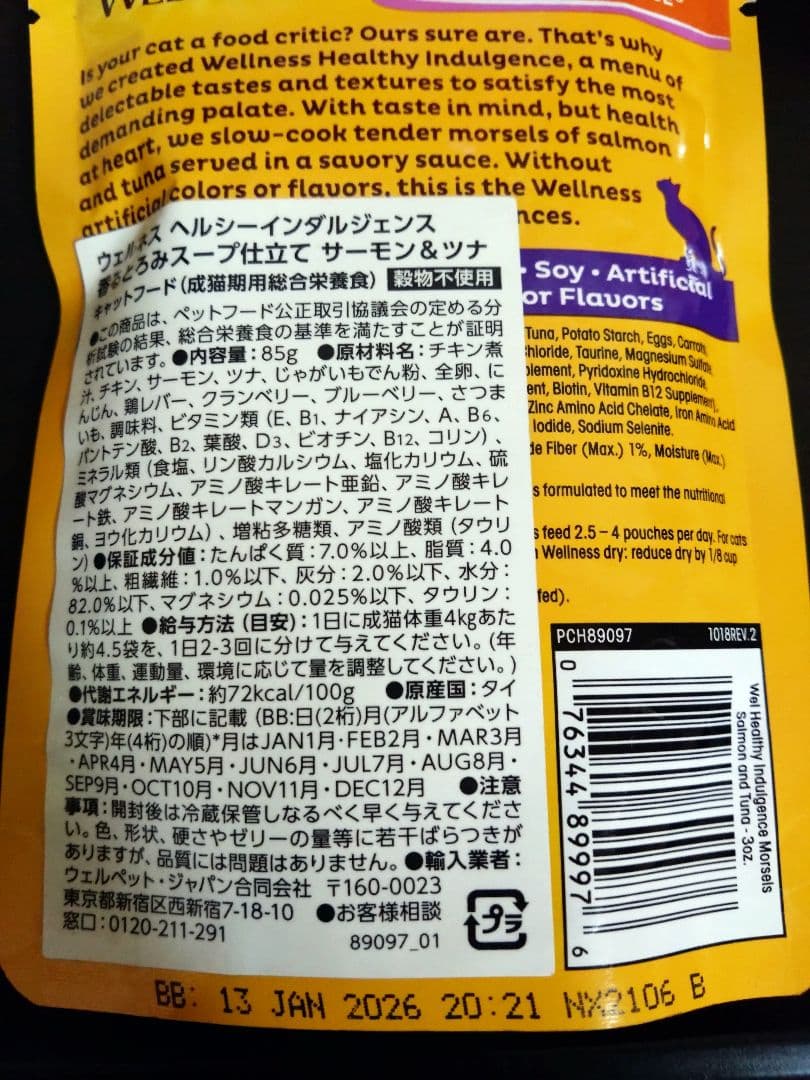 Is your cat a food critic? Ours sure are. That's why
we created Wellness Healthy Indulgence, a menu of
delectable tastes and textures to satisfy the most
demanding palate. With taste in mind, but health
at heart, we slow-cook tender morsels of salmon
and tuna served in a savory sauce. Without
artificial colors or flavors, this is the Wellness
nces.
ウェルネス ヘルシーインダルジェンス
香るとろみスープ仕立て サーモン＆ツナ
キャットフード(成猫期用総合栄養食) 穀物不使用
●この商品は、ペットフード公正取引協議会の定める分
析試験の結果、総合栄養食の基準を満たすことが証明
されています。●内容量:85g ●原材料名:チキン煮
汁、チキン、サーモン、ツナ、じゃがいもでん粉、全卵、に
んじん、鶏レバー、クランベリー、ブルーベリー、さつま
いも、調味料、ビタミン類(E、B1、ナイアシン、A、B6、
パントテン酸、B2、葉酸、D3、ビオチン、B12、コリン)、
ミネラル類(食塩、リン酸カルシウム、塩化カリウム、硫
酸マグネシウム、アミノ酸キレート亜鉛、アミノ酸キレ
ート鉄、アミノ酸キレートマンガン、アミノ酸キレート
銅、ヨウ化カリウム)、増粘多糖類、アミノ酸類(タウリ
ン)●保証成分値:たんぱく質:7.0%以上、脂質:4.0
%以上、粗繊維:1.0%以下、灰分:2.0%以下、水分:
82.0%以下、マグネシウム:0.025%以下、タウリン:
0.1%以上 ●給与方法(目安):1日に成猫体重4kgあた
り約4.5袋を、1日2-3回に分けて与えてください。(年
齢、体重、運動量、環境に応じて量を調整してください。)
●代謝エネルギー:約72kcal/100g ●原産国:タイ
●賞味期限:下部に記載(BB:日(2桁)月(アルファベット
3文字)年(4桁)の順)*月はJAN1月・FEB2月・MAR3月
・APR4月・MAY5月・JUN6月・JUL7月・AUG8月・
SEP9月・OCT10月・NOV11月・DEC12月 ●注意
事項:開封後は冷蔵保管しなるべく早く与えてくださ
い。色、形状、硬さやゼリーの量等に若干ばらつきが
ありますが、品質には問題はありません。●輸入業者:
ウェルペット・ジャパン合同会社 〒160-0023
東京都新宿区西新宿7-18-10 ●お客様相談
窓口:0120-211-291
89097_01
プラ
• Soy • Artificial
or Flavors
Tuna, Potato Starch, Eggs, Carrots,
hloride, Taurine, Magnesium Sulfate,
lement, Pyridoxine Hydrochloride,
ent, Biotin, Vitamin B12 Supplement),
Zinc Amino Acid Chelate, Iron Amino Acid
Iodide, Sodium Selenite.
de Fiber (Max.) 1%, Moisture (Max.)
s formulated to meet the nutritional
s feed 2.5 – 4 pouches per day. For cats
Wellness dry: reduce dry by 1/8 cup
fed).
PCH89097 1018REV.2
0 76344 89997 6
Wel Healthy Indulgence Morsels
Salmon and Tuna - 3oz.
BB: 13 JAN 2026 20:21 NX2106 B